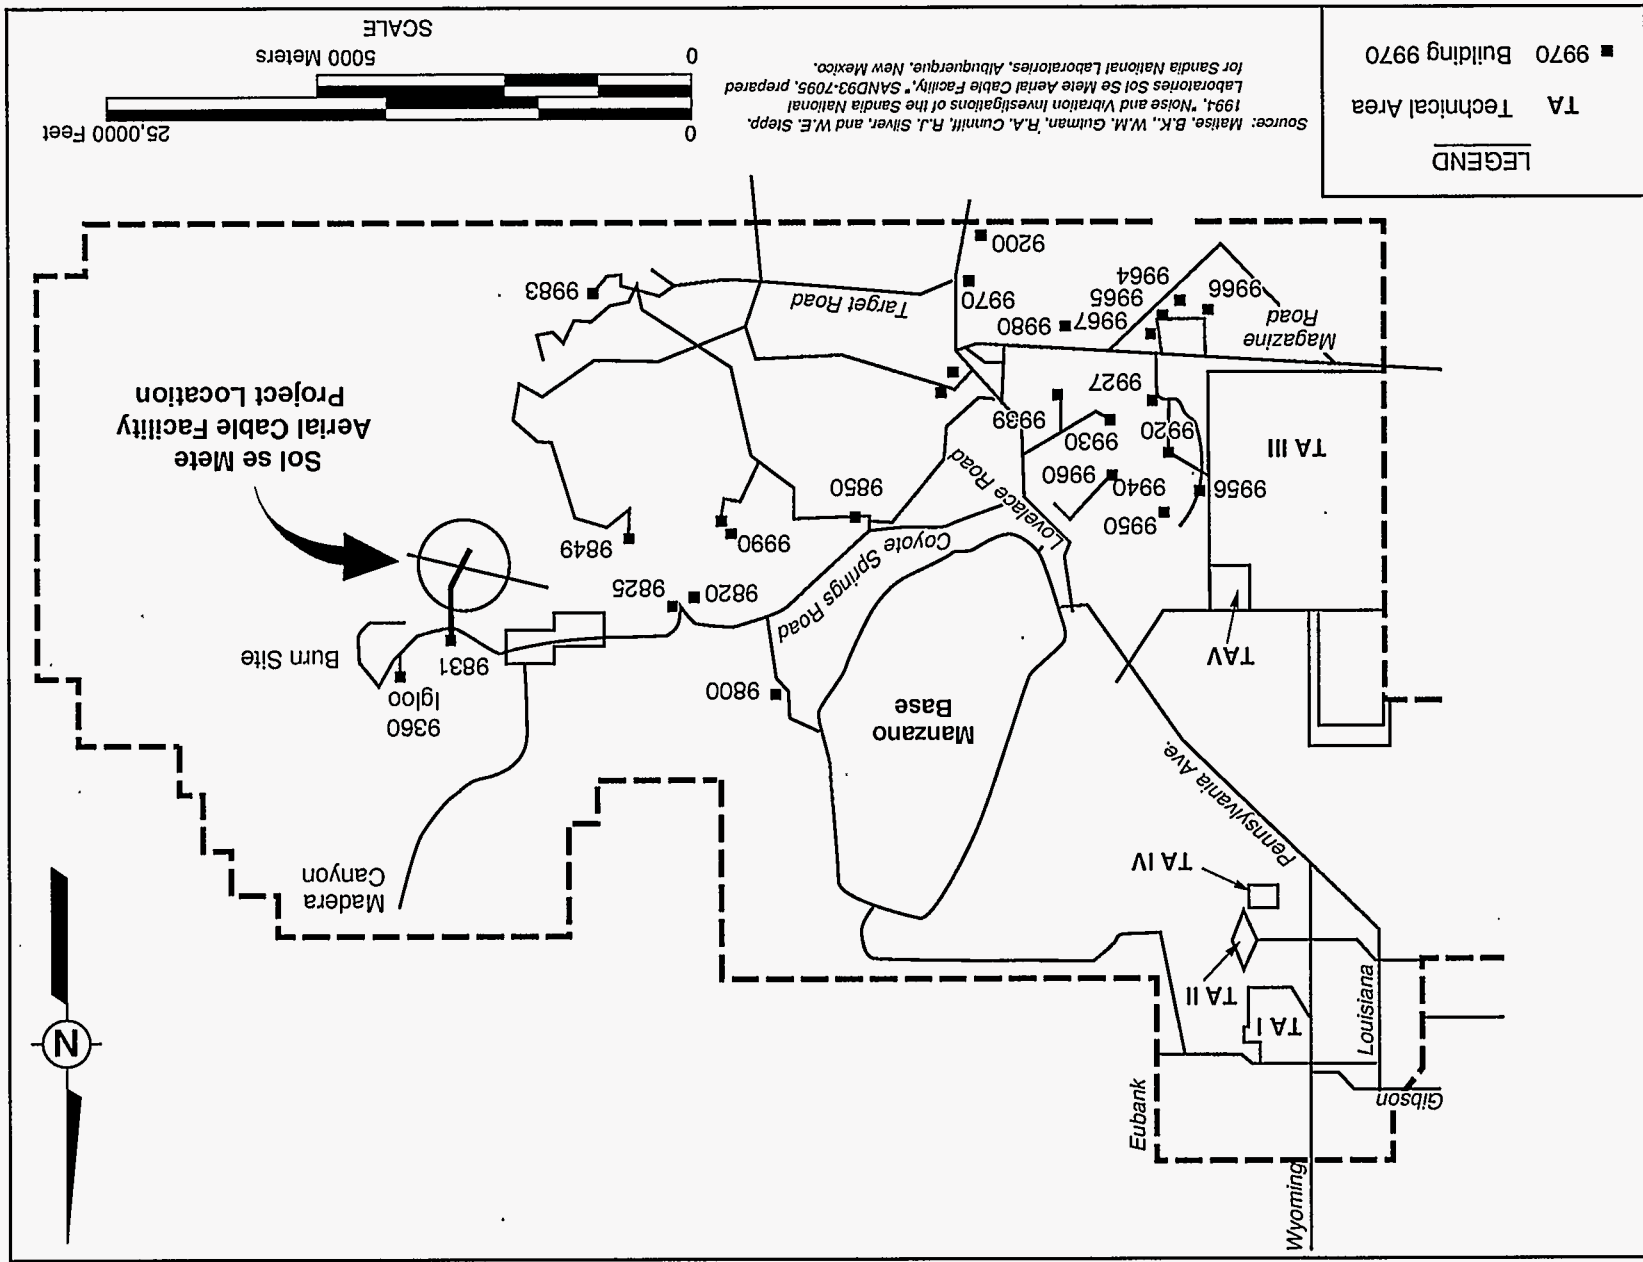 Wyoming
Eubank
Gibson
Louisiana
TA I
TA II
TA IV
Pennsylvania Ave.
N
Madera
Canyon
Manzano
Base
9800
9360
Igloo
9831
Burn Site
TAV
9820
9825
Coyote Springs Road
Lovelace Road
9990
9849
9850
9950
9940
9956
9960
9930
9920
9939
9927
TA III
Sol se Mete
Aerial Cable Facility
Project Location
Magazine
Road
9967
9980
9965
9966
9964
9970
Target Road
9983
9200
LEGEND
TA Technical Area
9970 Building 9970
Source: Matise, B.K., W.M. Gutman, R.A. Cunniff, R.J. Silver, and W.E. Stepp.
1994, "Noise and Vibration Investigations of the Sandia National
Laboratories Sol Se Mete Aerial Cable Facility," SAND93-7095, prepared
for Sandia National Laboratories, Albuquerque, New Mexico.
0 25,0000 Feet
0 5000 Meters
SCALE